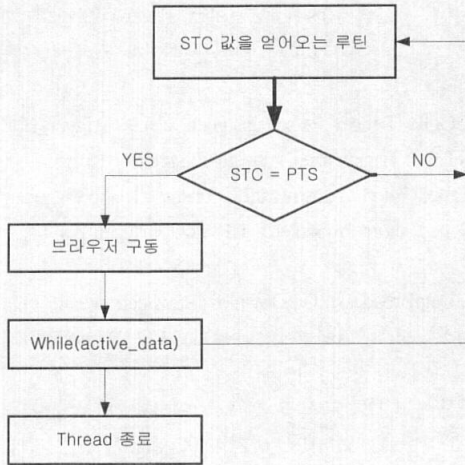 STC 값을 얻어오는 루틴
STC = PTS
YES
NO
브라우저 구동
While(active_data)
Thread 종료